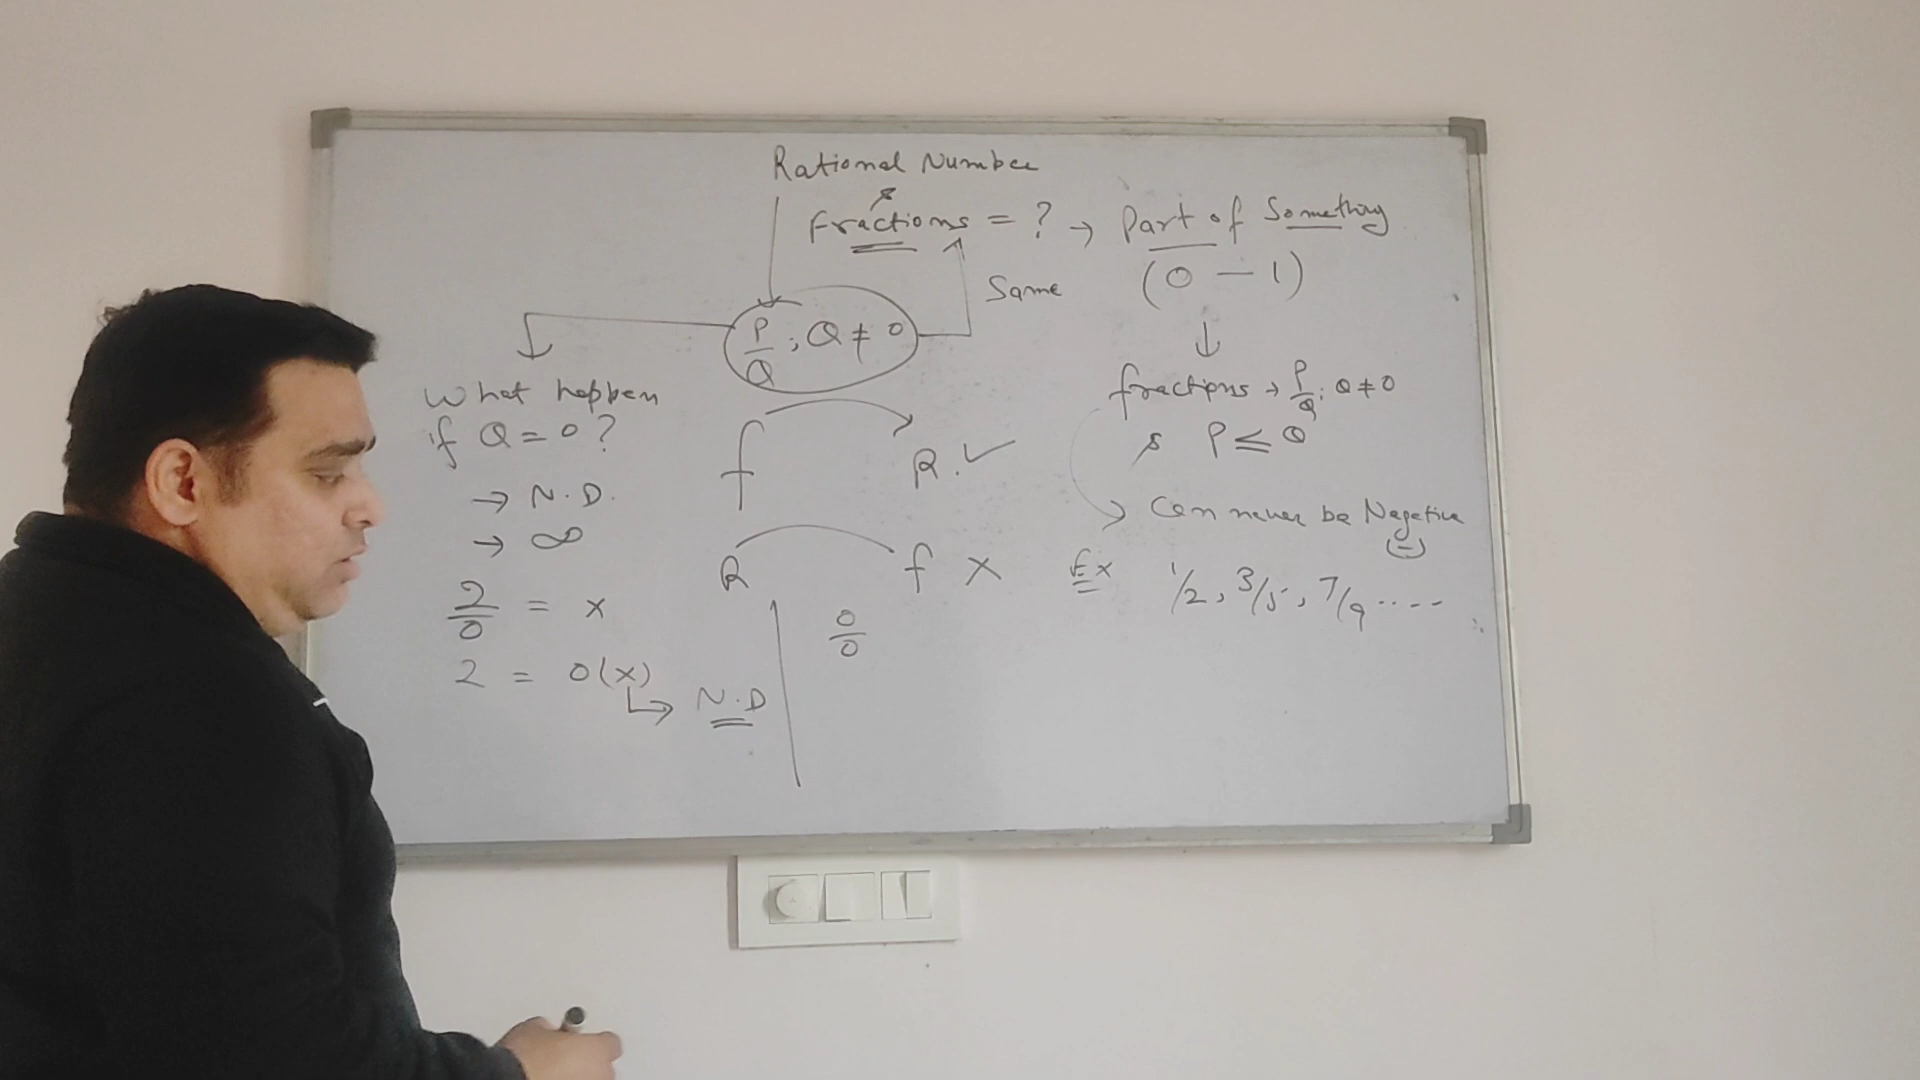 Rational Number
&
fractions = ? → Part of Something
(0 — 1)
Same
P/Q ; Q ≠ 0
What happen
if Q = 0 ?
→ N.D.
→ ∞
2/0 = x
2 = 0(x)
N.D
f R. ✓
R f ×
0/0
fractions → P/Q ; Q ≠ 0
& P ≤ Q
Can never be Negative
(-)
Ex 1/2, 3/5, 7/9 ....